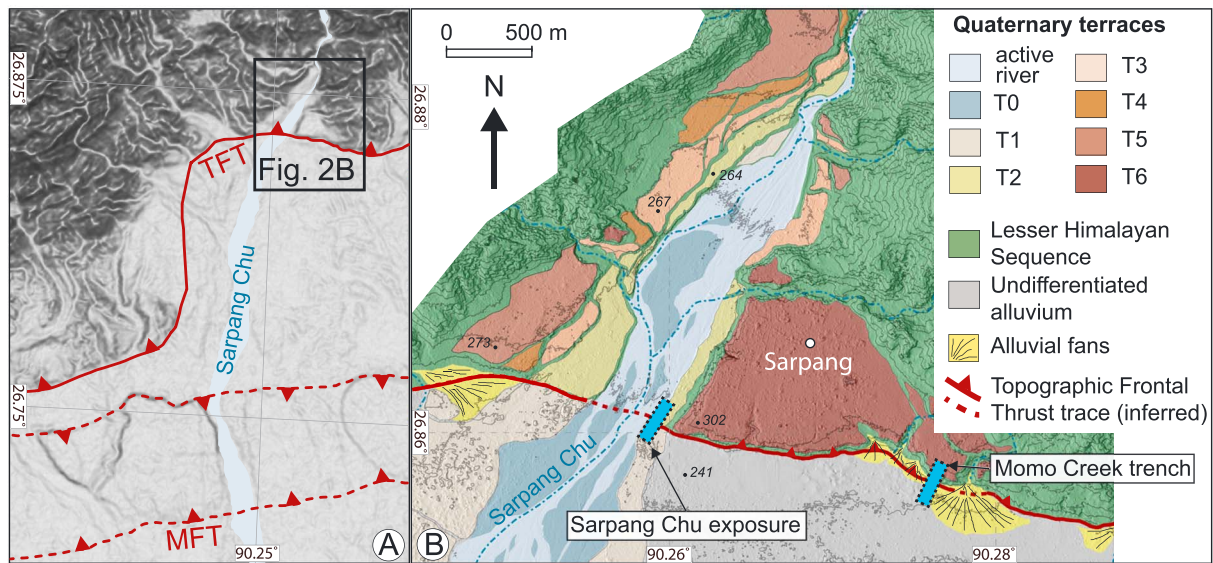 26.875°
TFT
Fig. 2B
Sarpang Chu
26.75°
MFT
90.25°
A
0 500 m
N
26.88°
264
267
273
Sarpang
302
26.86°
241
Sarpang Chu
Sarpang Chu exposure
Momo Creek trench
B
90.26°
90.28°
Quaternary terraces
active
river
T0
T1
T2
T3
T4
T5
T6
Lesser Himalayan
Sequence
Undifferentiated
alluvium
Alluvial fans
Topographic Frontal
Thrust trace (inferred)